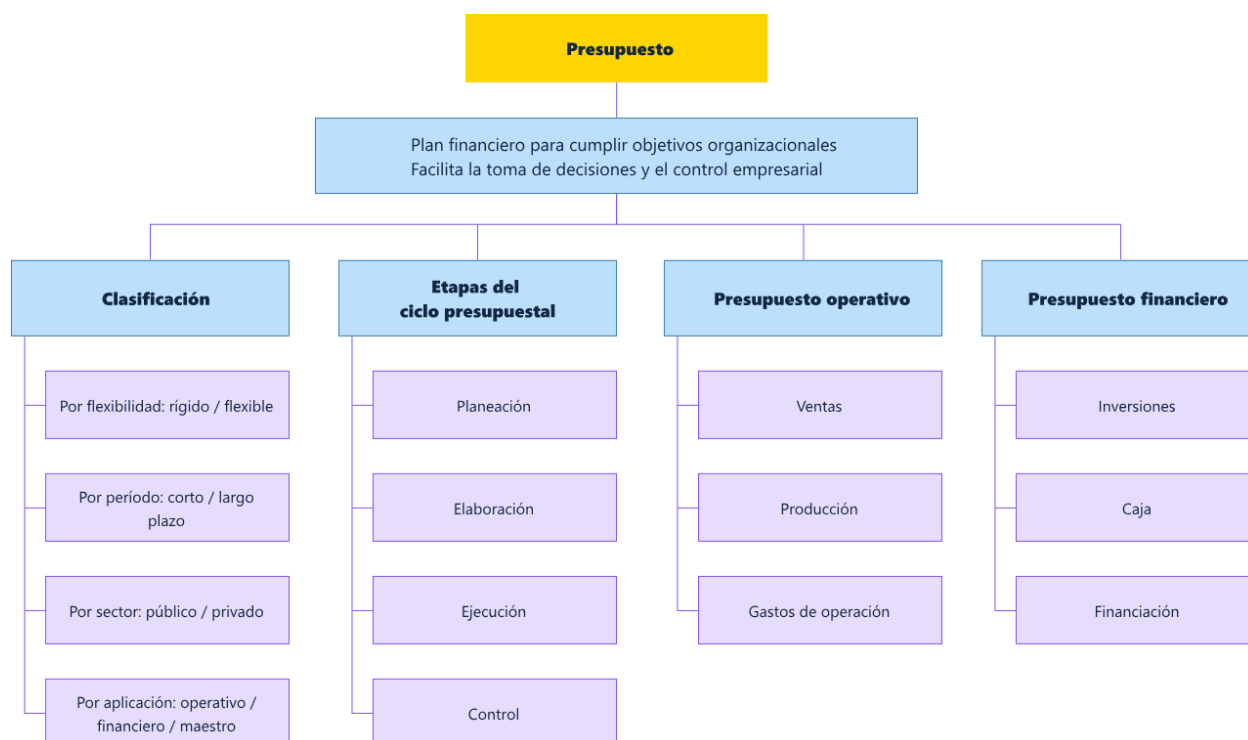 Presupuesto
Plan financiero para cumplir objetivos organizacionales
Facilita la toma de decisiones y el control empresarial
Clasificación
Por flexibilidad: rígido / flexible
Por período: corto / largo
plazo
Por sector: público / privado
Por aplicación: operativo /
financiero / maestro
Etapas del
ciclo presupuestal
Planeación
Elaboración
Ejecución
Control
Presupuesto operativo
Ventas
Producción
Gastos de operación
Presupuesto financiero
Inversiones
Caja
Financiación